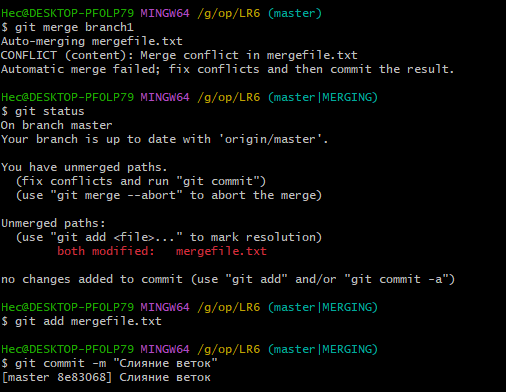 Hec@DESKTOP-PFOLP79 MINGW64 /g/op/LR6 (master)
$ git merge branch1
Auto-merging mergefile.txt
CONFLICT (content): Merge conflict in mergefile.txt
Automatic merge failed; fix conflicts and then commit the result.
Hec@DESKTOP-PFOLP79 MINGW64 /g/op/LR6 (master|MERGING)
$ git status
On branch master
Your branch is up to date with 'origin/master'.
You have unmerged paths.
(fix conflicts and run "git commit")
(use "git merge --abort" to abort the merge)
Unmerged paths:
(use "git add <file>..." to mark resolution)
both modified:   mergefile.txt
no changes added to commit (use "git add" and/or "git commit -a")
Hec@DESKTOP-PFOLP79 MINGW64 /g/op/LR6 (master|MERGING)
$ git add mergefile.txt
Hec@DESKTOP-PFOLP79 MINGW64 /g/op/LR6 (master|MERGING)
$ git commit -m "Слияние веток"
[master 8e83068] Слияние веток